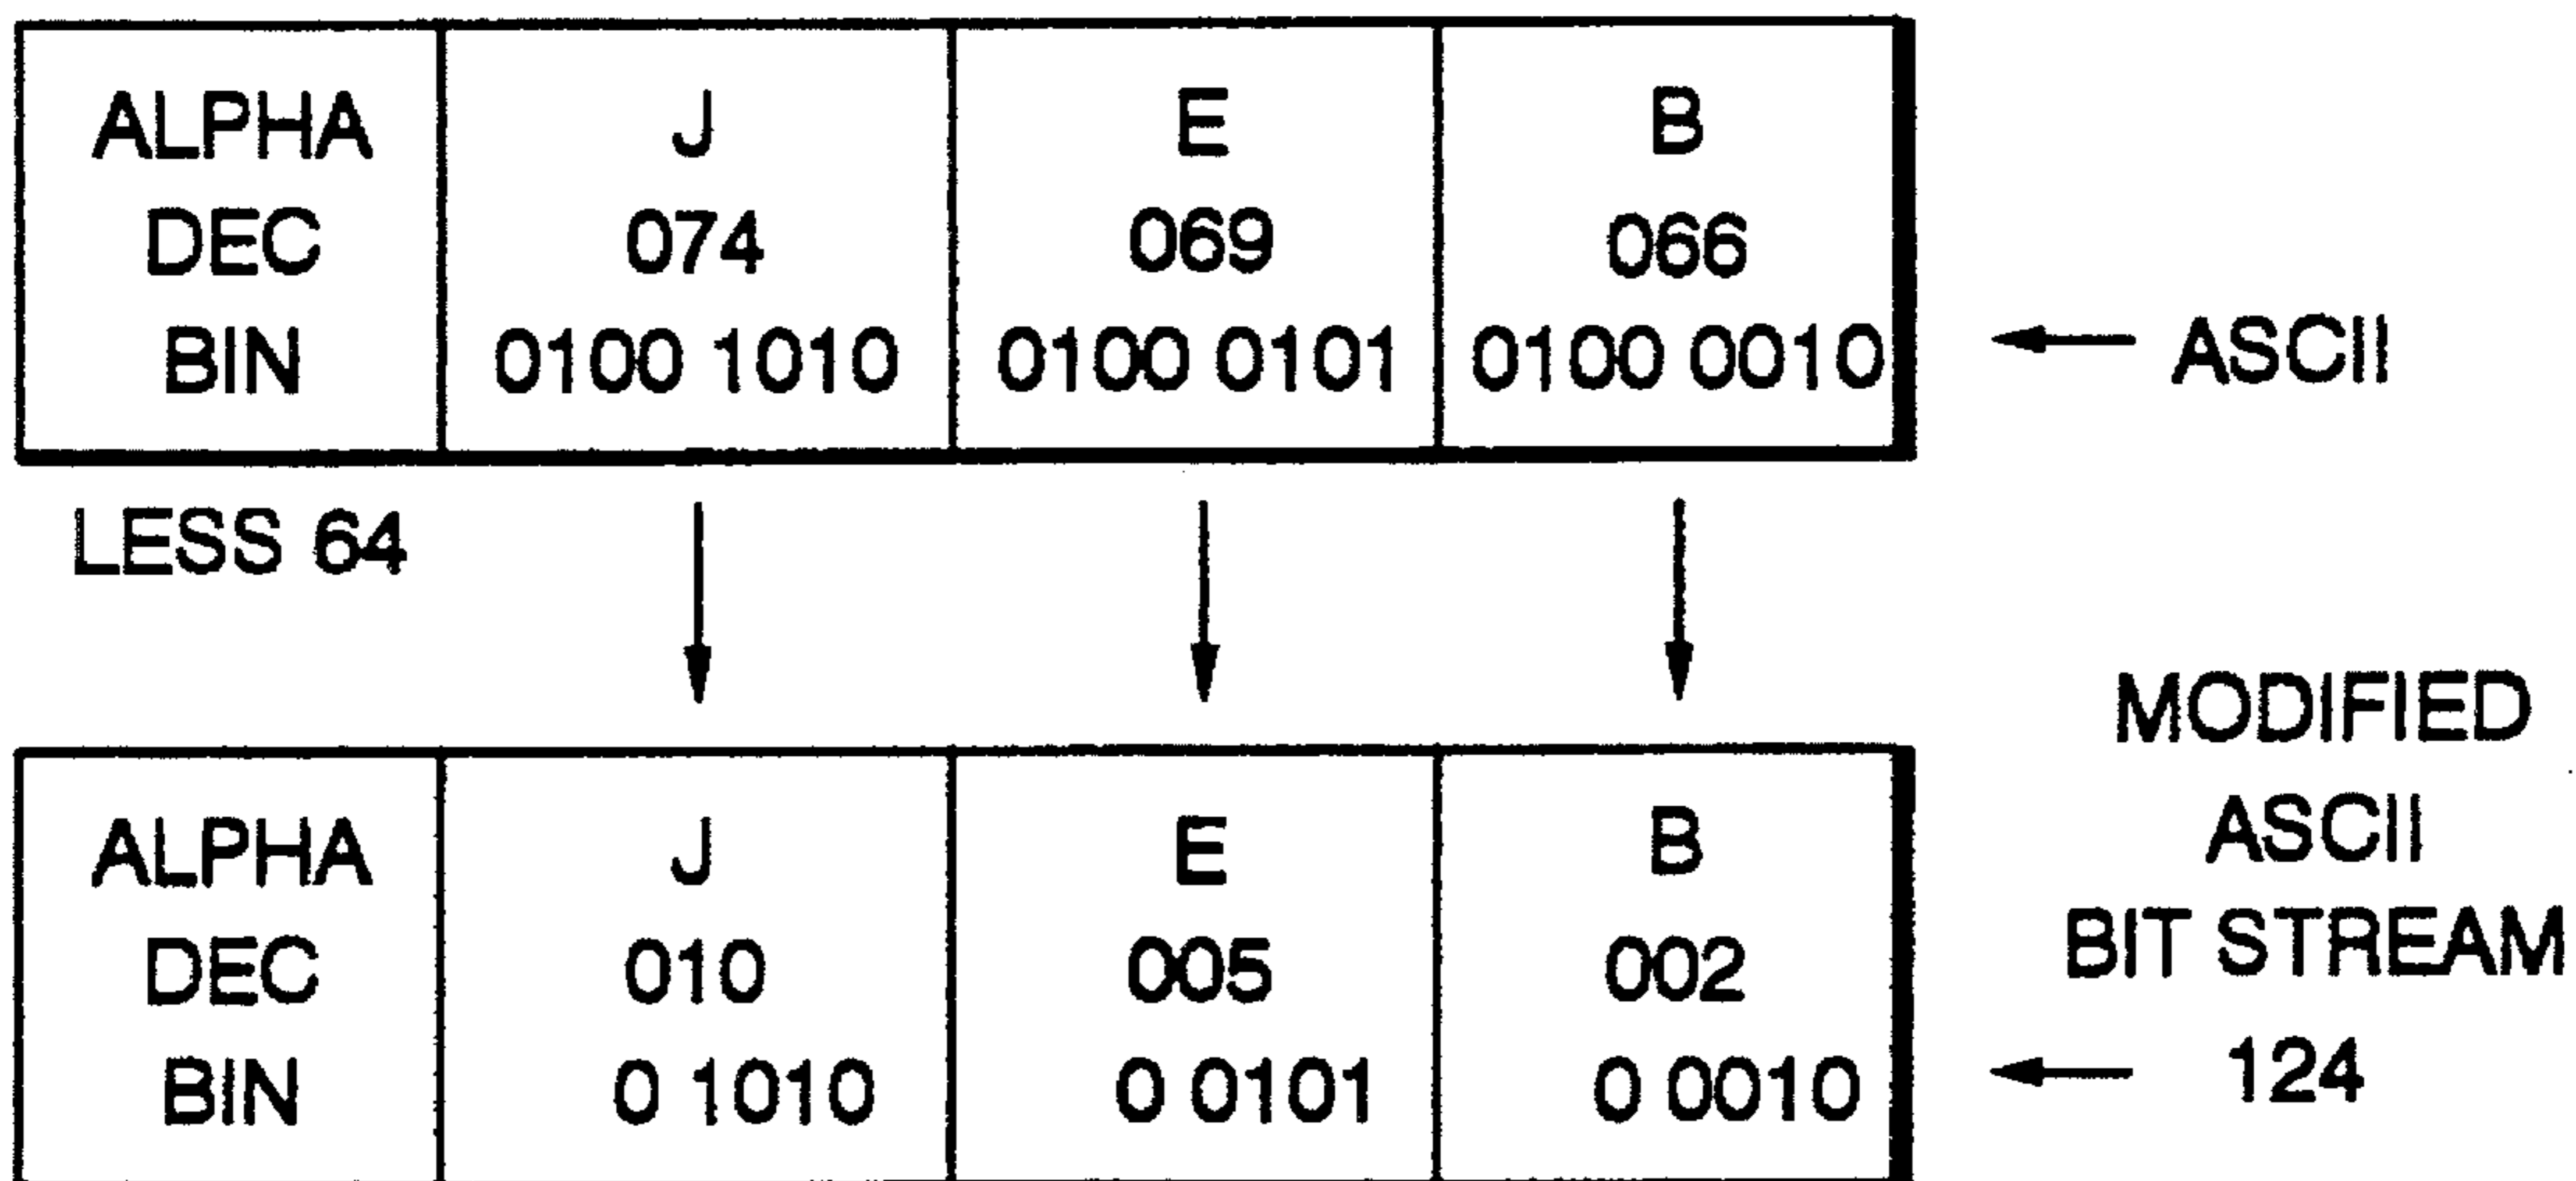 ALPHA J E B
DEC 074 069 066
BIN 0100 1010 0100 0101 0100 0010 ASCII
LESS 64
ALPHA J E B
DEC 010 005 002
BIN 0 1010 0 0101 0 0010
MODIFIED
ASCII
BIT STREAM
124